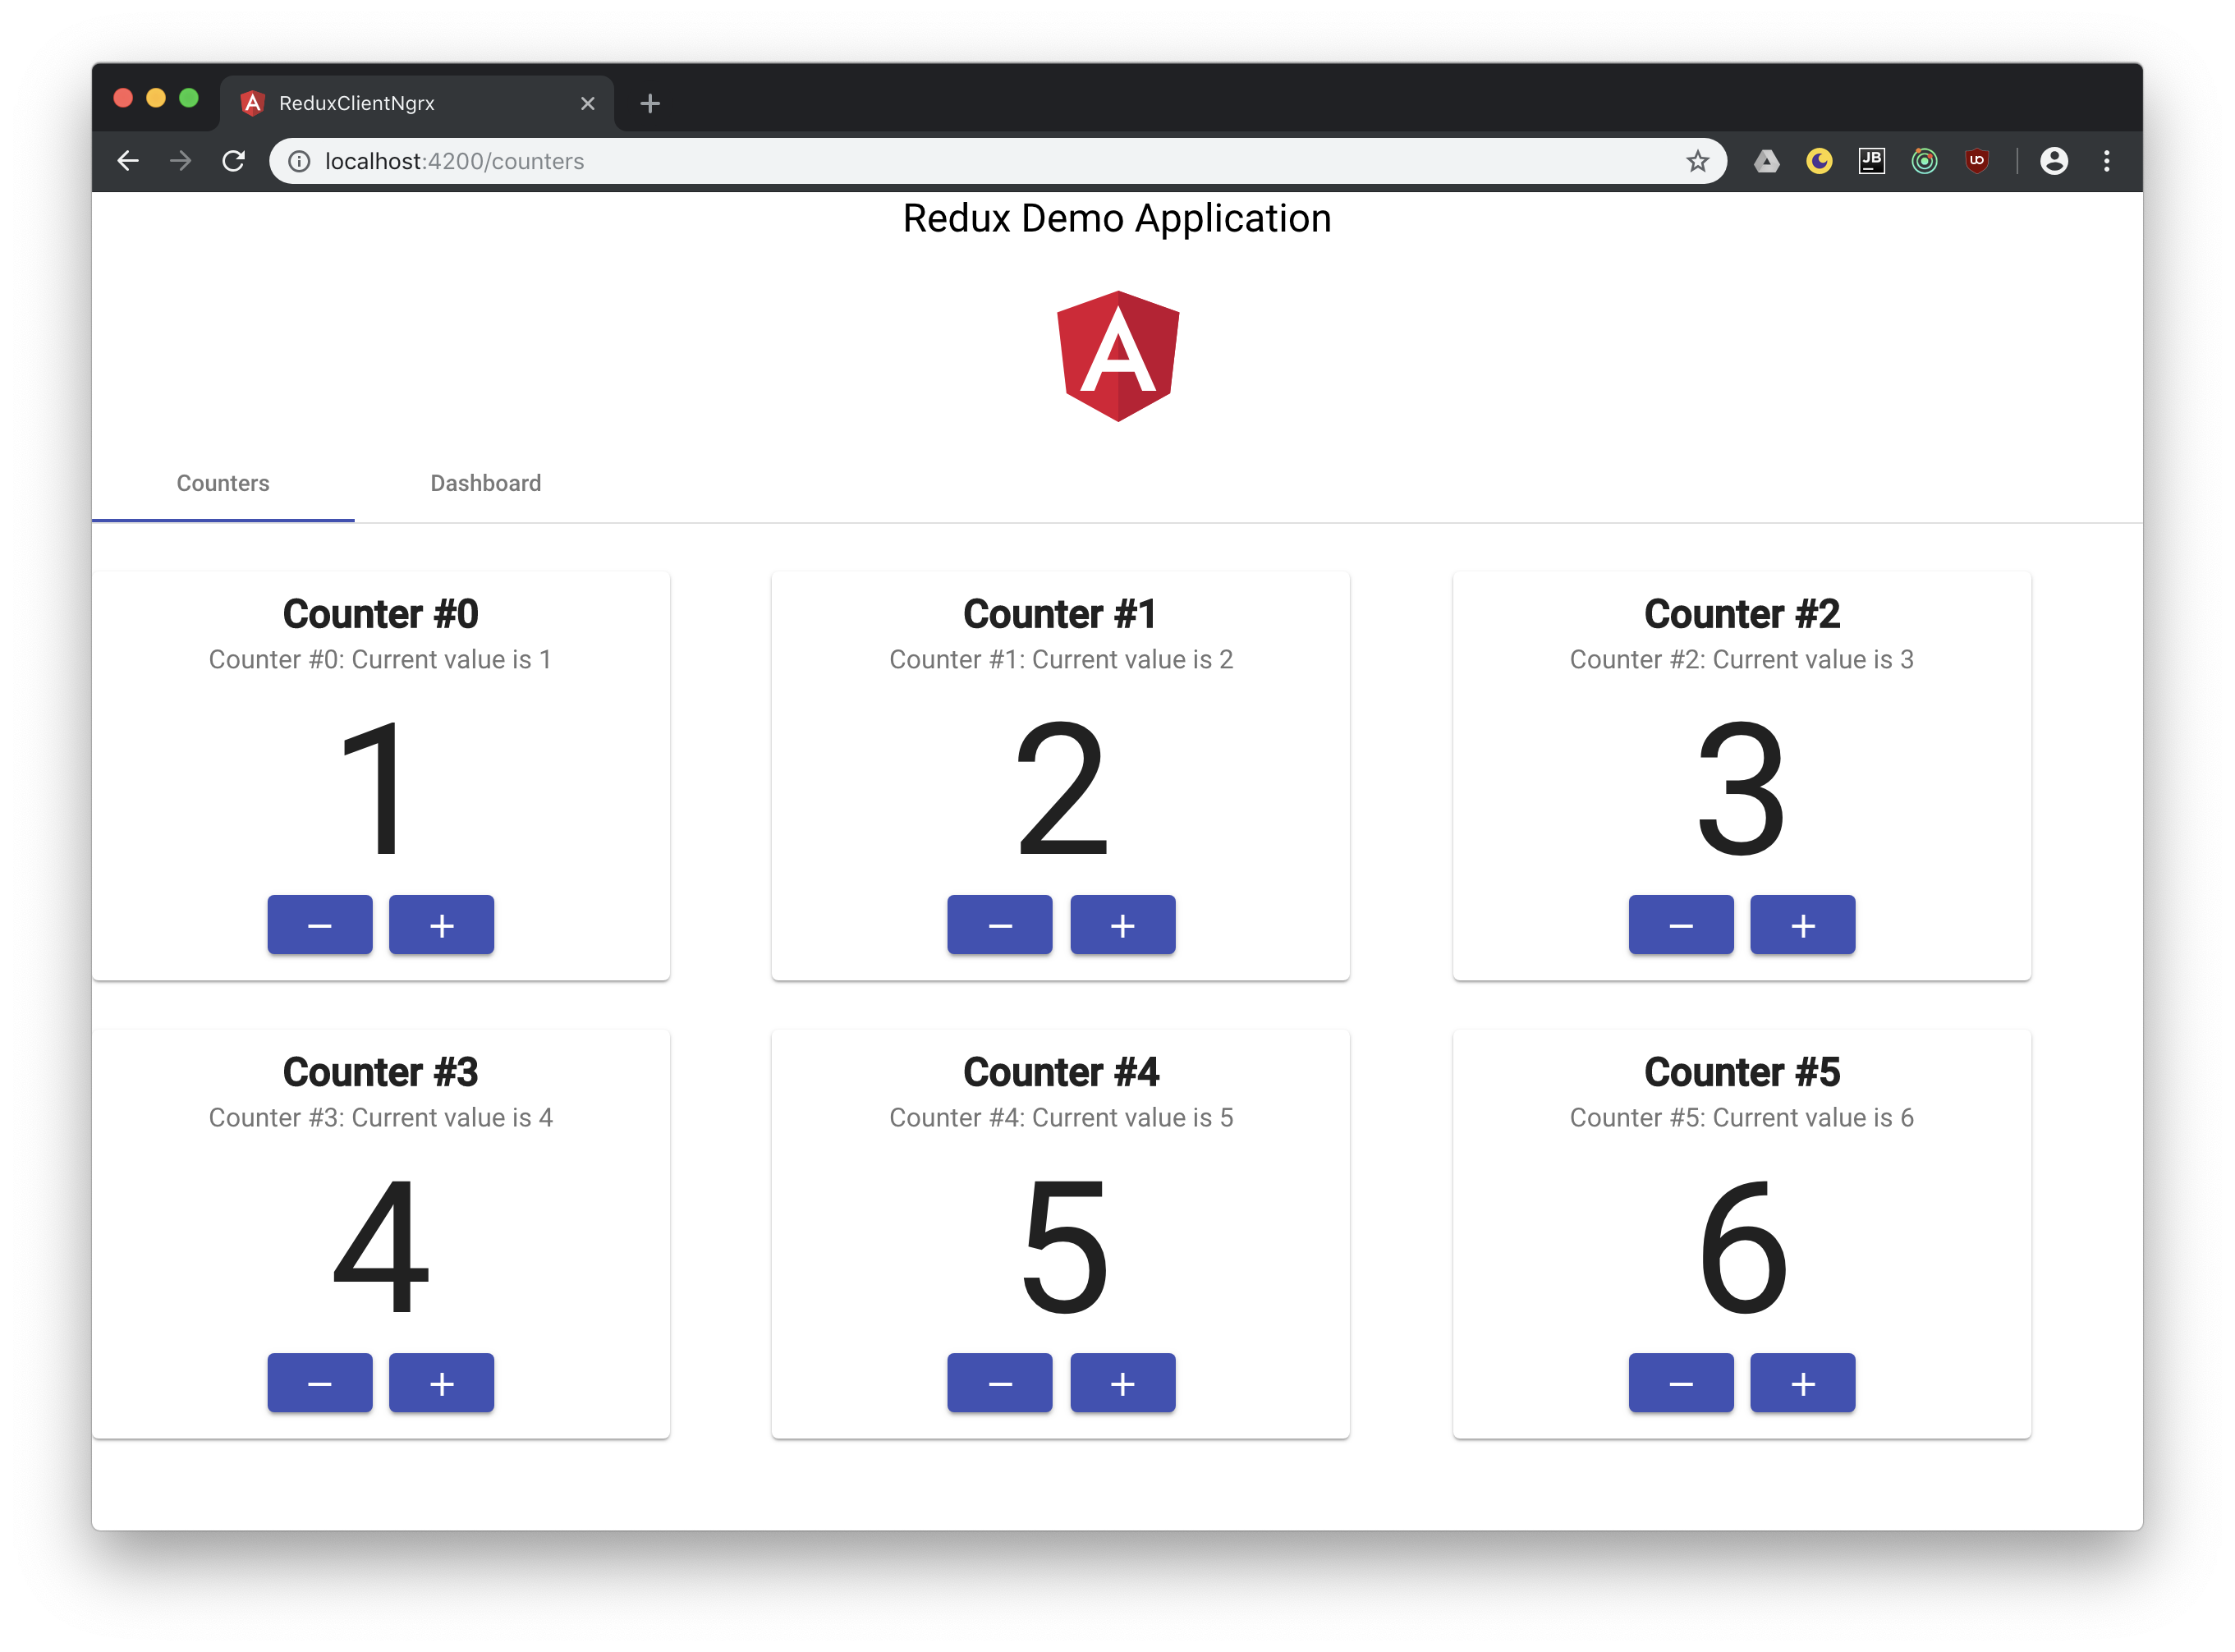 ReduxClientNgrx
localhost:4200/counters
JB
Redux Demo Application
A
Counters Dashboard
Counter #0 Counter #1 Counter #2
Counter #0: Current value is 1 Counter #1: Current value is 2 Counter #2: Current value is 3
1 2 3
− + − + − +
Counter #3 Counter #4 Counter #5
Counter #3: Current value is 4 Counter #4: Current value is 5 Counter #5: Current value is 6
4 5 6
− + − + − +